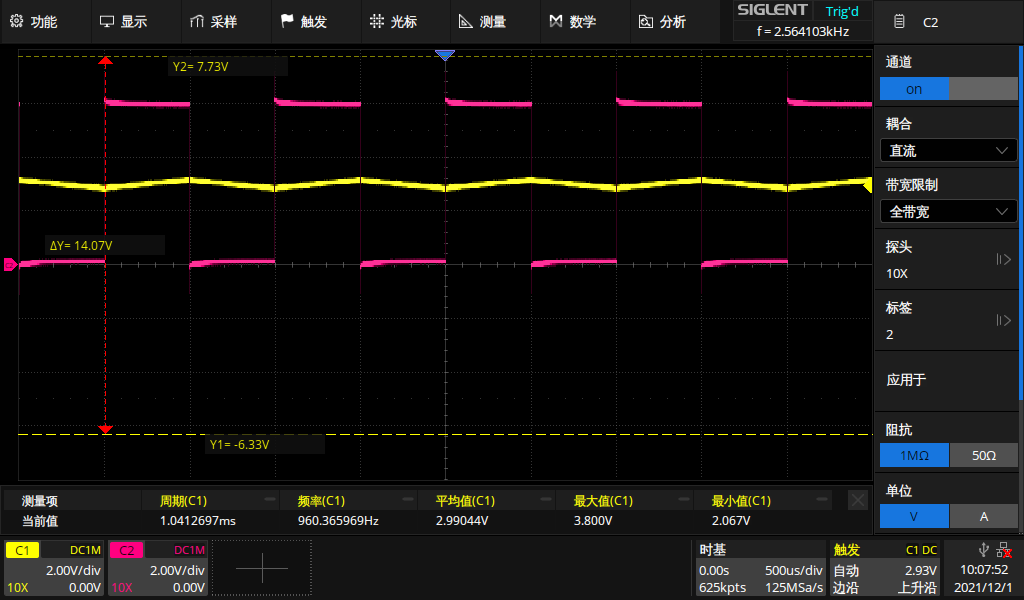 功能 显示 采样 触发 光标 测量 数学 分析 SIGLENT Trig'd C2
f = 2.564103kHz
通道
on
耦合
直流
带宽限制
全带宽
探头
10X
标签
2
应用于
阻抗
1MΩ 50Ω
单位
V A
Y2= 7.73V
ΔY= 14.07V
Y1= -6.33V
测量项 周期(C1) 频率(C1) 平均值(C1) 最大值(C1) 最小值(C1)
当前值 1.0412697ms 960.365969Hz 2.99044V 3.800V 2.067V
C1 DC1M
2.00V/div
10X 0.00V
C2 DC1M
2.00V/div
10X 0.00V
时基
0.00s 500us/div
625kpts 125MSa/s
触发 C1 DC
自动 2.93V
边沿 上升沿
10:07:52
2021/12/1